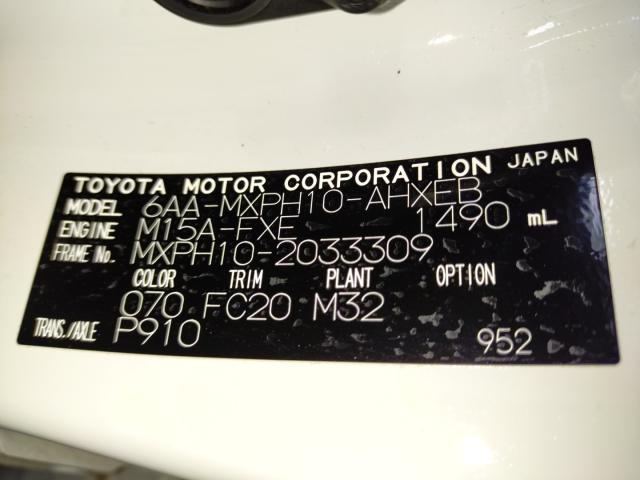 TOYOTA MOTOR CORPORATION JAPAN
MODEL 6AA-MXPH10-AHXEB
ENGINE M15A-FXE 1490 mL
FRAME No. MXPH10-2033309
COLOR TRIM PLANT OPTION
070 FC20 M32
TRANS./AXLE P910 952